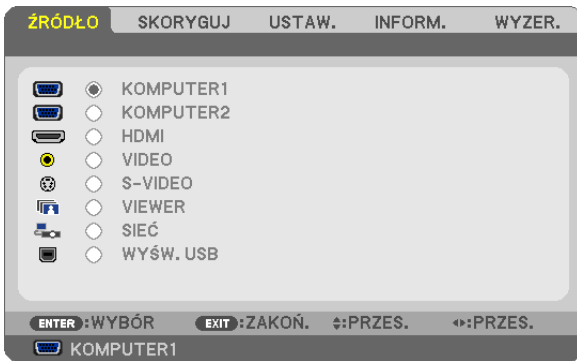 ŹRÓDŁO SKORYGUJ USTAW. INFORM. WYZER.
KOMPUTER1
KOMPUTER2
HDMI
VIDEO
S-VIDEO
VIEWER
SIEĆ
WYŚW. USB
ENTER :WYBÓR EXIT :ZAKOŃ. :PRZES. :PRZES.
KOMPUTER1